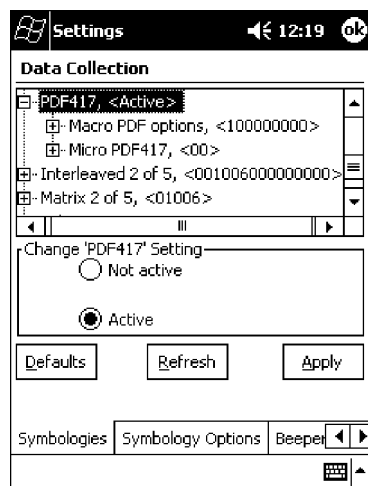 Settings 12:19 ok
Data Collection
PDF417, <Active>
Macro PDF options, <100000000>
Micro PDF417, <00>
Interleaved 2 of 5, <001006000000000>
Matrix 2 of 5, <01006>
Change 'PDF417' Setting
Not active
Active
Defaults Refresh Apply
Symbologies Symbology Options Beeper